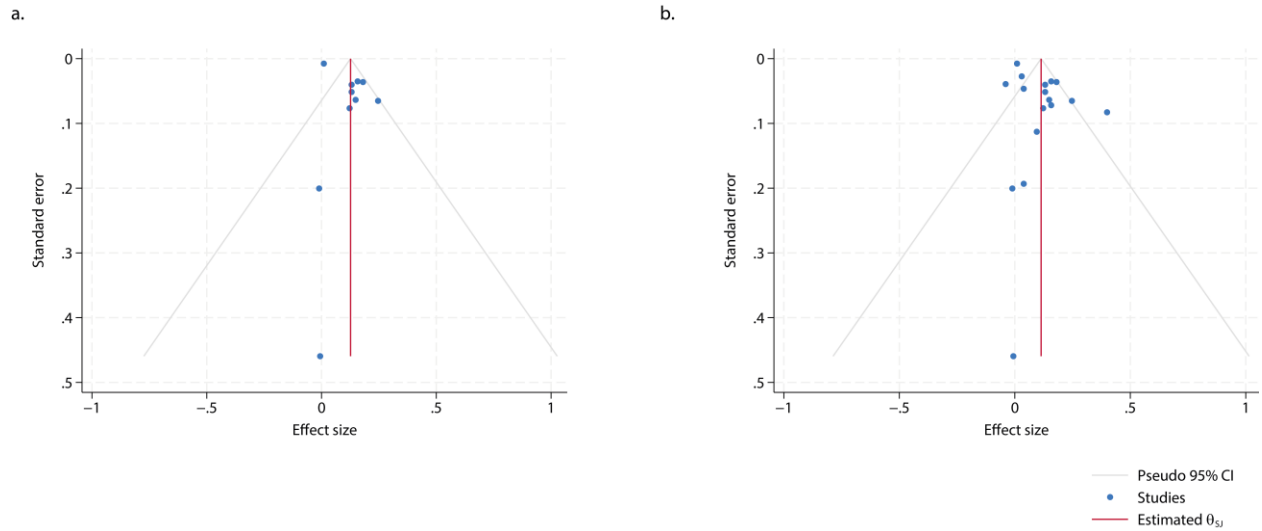 a.
0
.1
.2
.3
.4
.5
Standard error
−1
−.5
0
.5
1
Effect size
b.
0
.1
.2
.3
.4
.5
Standard error
−1
−.5
0
.5
1
Effect size
Pseudo 95% CI
Studies
Estimated θSJ